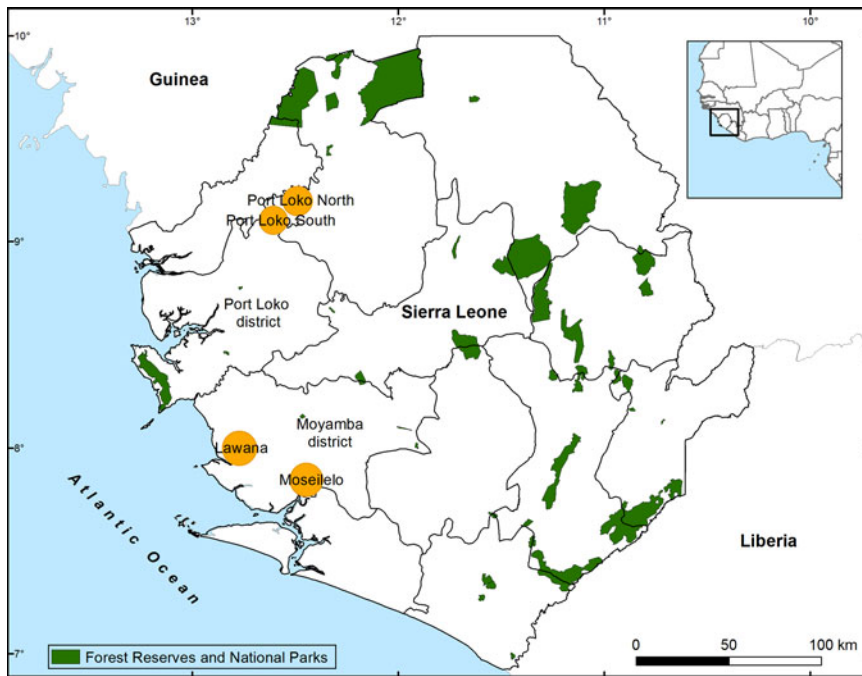 13°
12°
11°
10°
10°
Guinea
Port Loko North
Port Loko South
9°
Port Loko
district
Sierra Leone
Moyamba
district
8°
Lawana
Moseilelo
Atlantic Ocean
Liberia
0 50 100 km
7°
Forest Reserves and National Parks